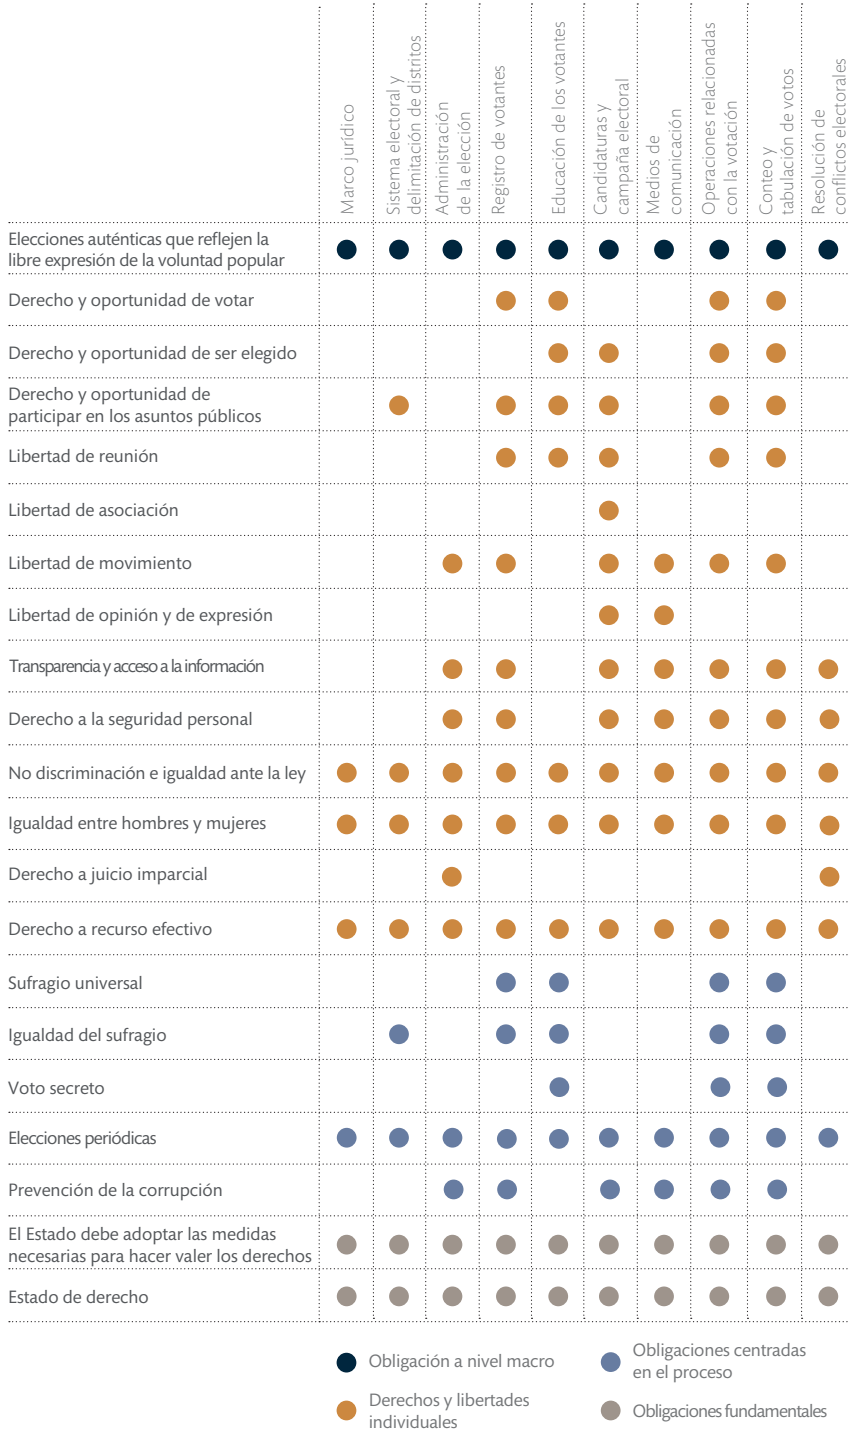 Marco jurídico
Sistema electoral y
delimitación de distritos
Administración
de la elección
Registro de votantes
Educación de los votantes
Candidaturas y
campaña electoral
Medios de
comunicación
Operaciones relacionadas
con la votación
Conteo y
tabulación de votos
Resolución de
conflictos electorales
Elecciones auténticas que reflejen la
libre expresión de la voluntad popular
Derecho y oportunidad de votar
Derecho y oportunidad de ser elegido
Derecho y oportunidad de
participar en los asuntos públicos
Libertad de reunión
Libertad de asociación
Libertad de movimiento
Libertad de opinión y de expresión
Transparencia y acceso a la información
Derecho a la seguridad personal
No discriminación e igualdad ante la ley
Igualdad entre hombres y mujeres
Derecho a juicio imparcial
Derecho a recurso efectivo
Sufragio universal
Igualdad del sufragio
Voto secreto
Elecciones periódicas
Prevención de la corrupción
El Estado debe adoptar las medidas
necesarias para hacer valer los derechos
Estado de derecho
Obligación a nivel macro
Derechos y libertades
individuales
Obligaciones centradas
en el proceso
Obligaciones fundamentales